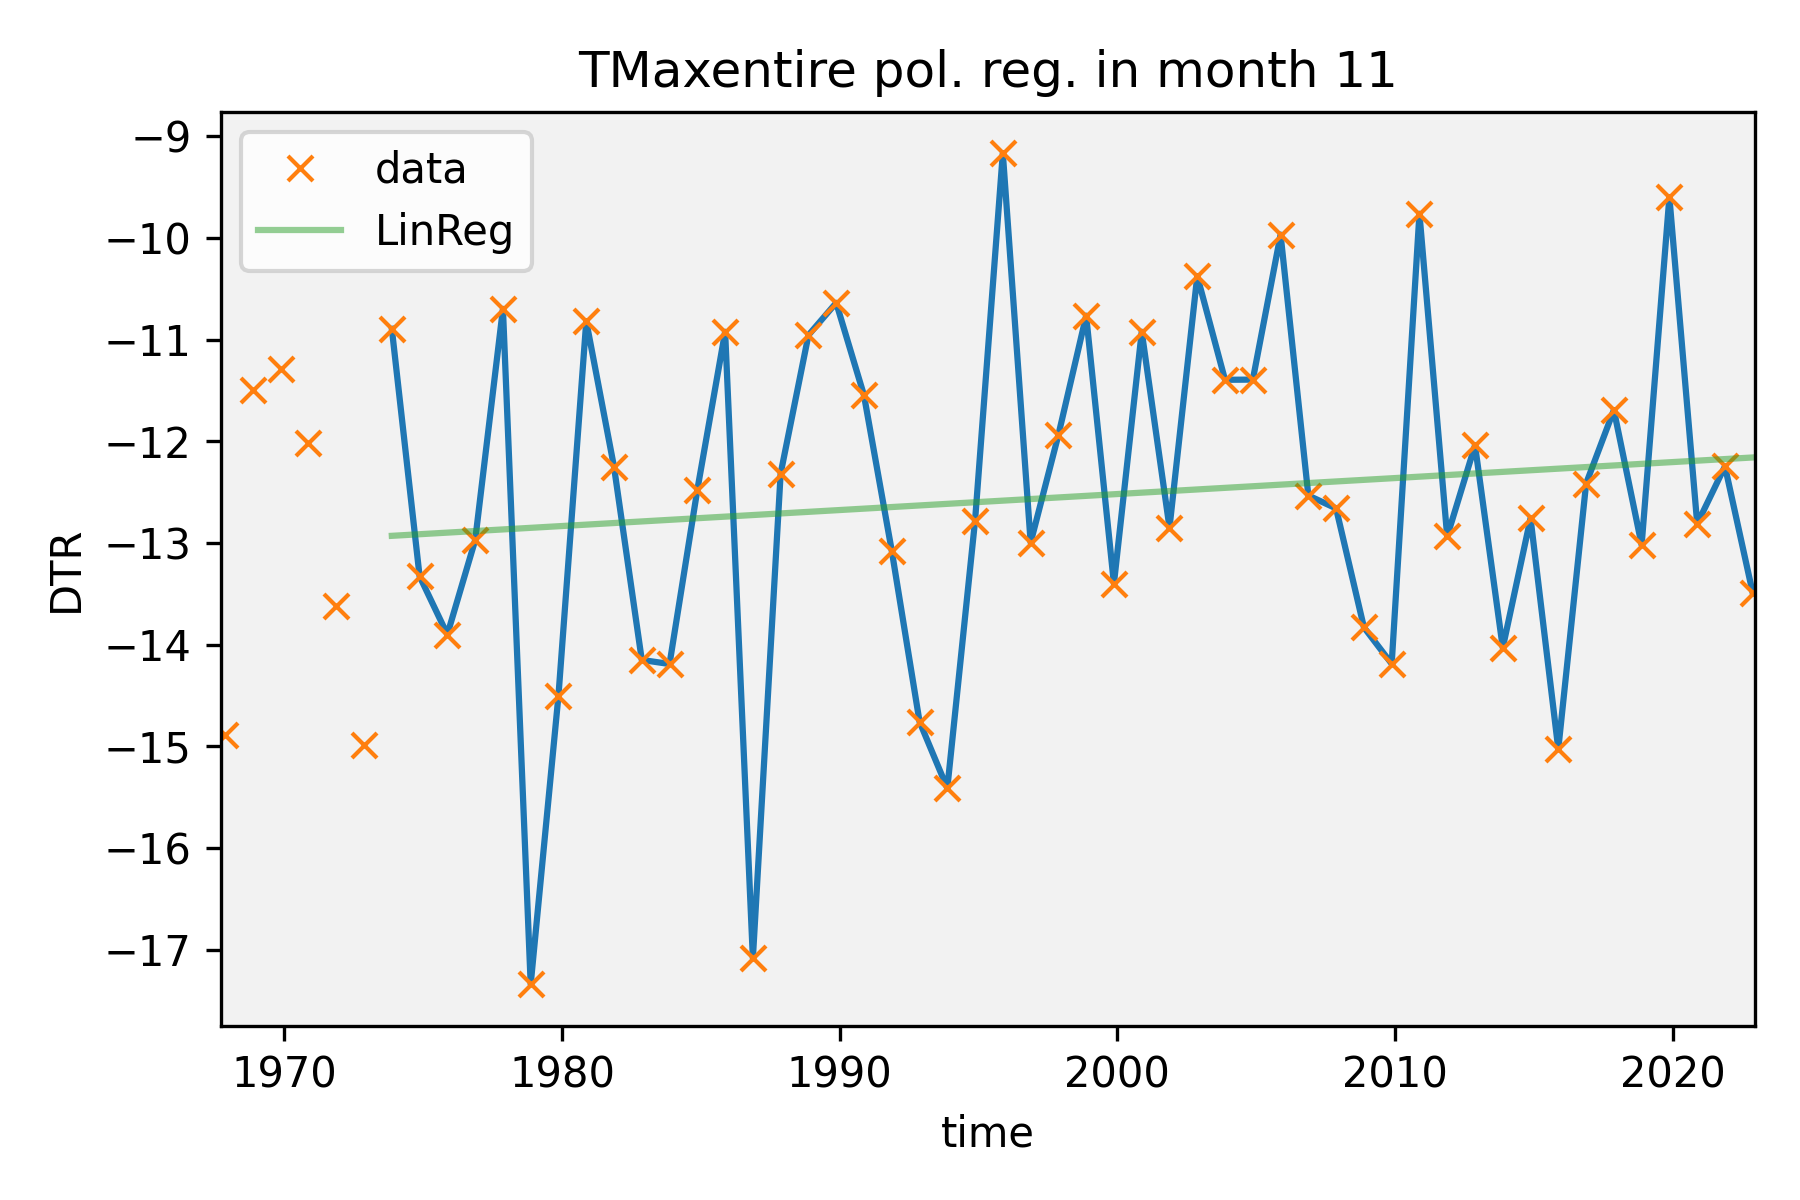 TMaxentire pol. reg. in month 11
data
LinReg
−9
−10
−11
−12
−13
−14
−15
−16
−17
DTR
1970 1980 1990 2000 2010 2020
time